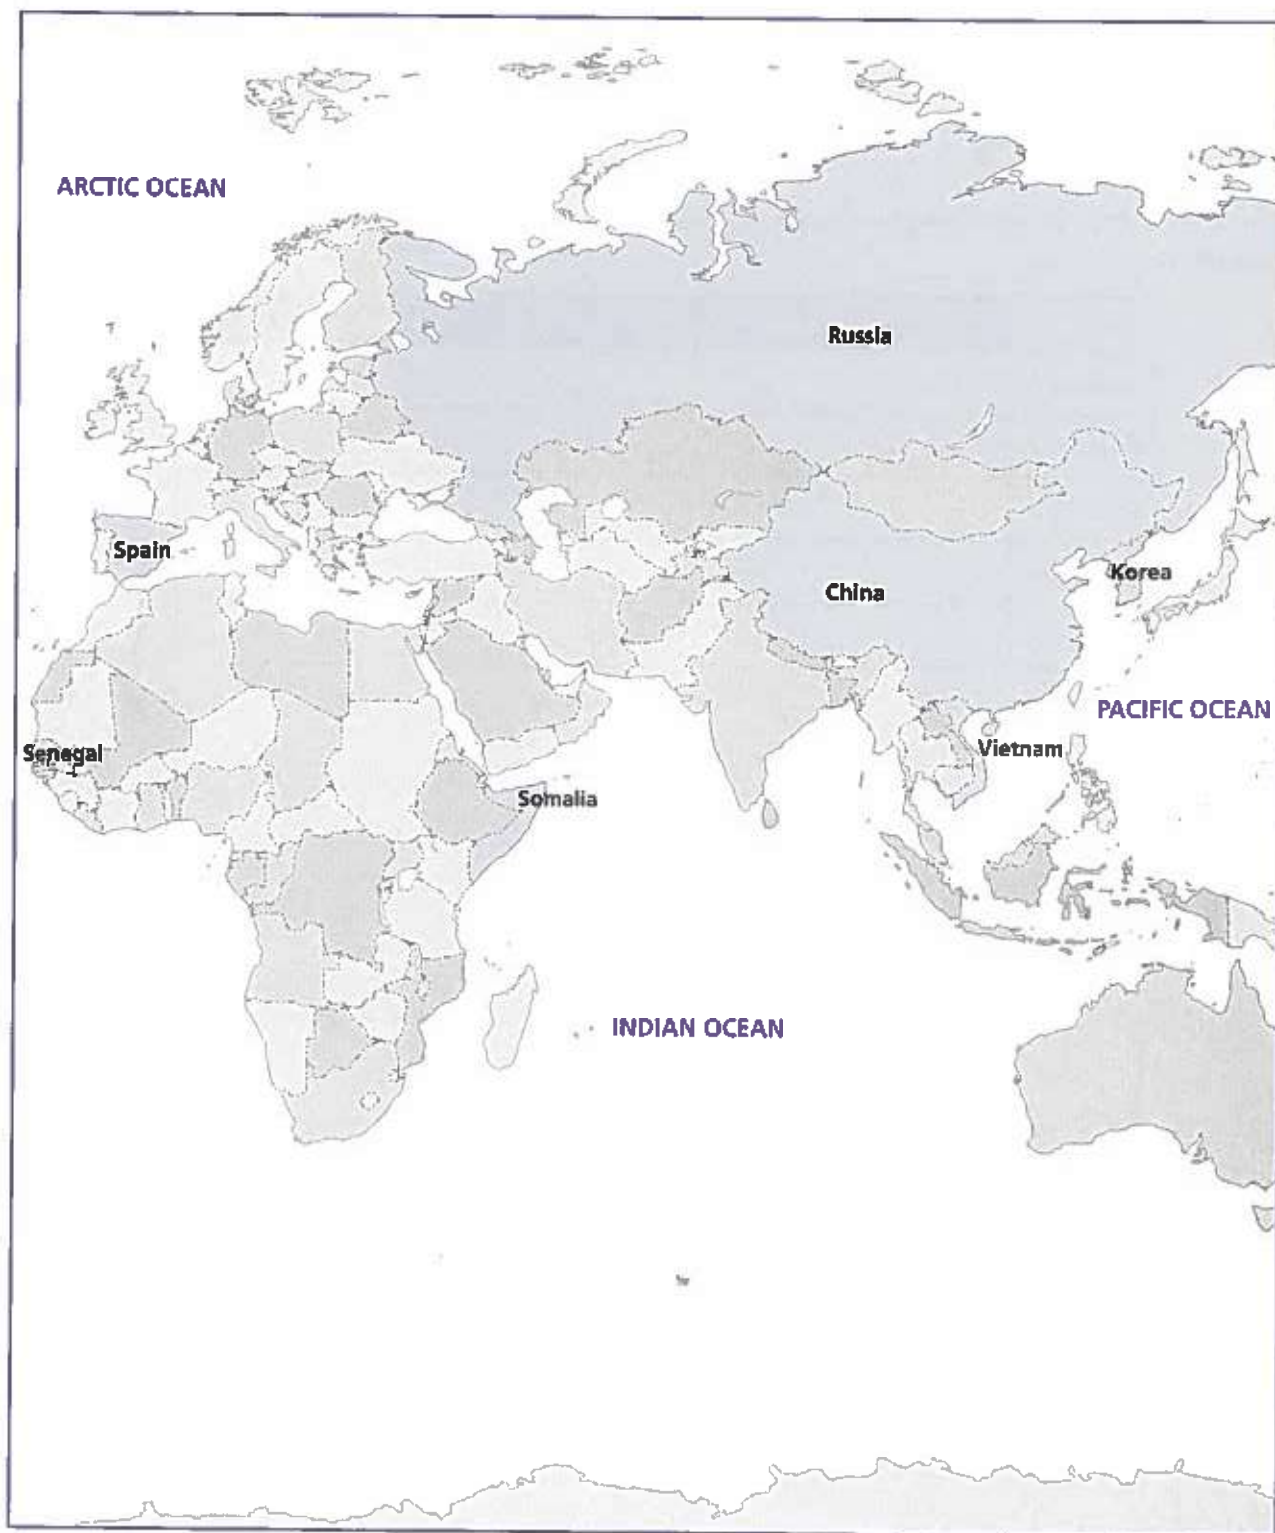 ARCTIC OCEAN
Russia
Spain
Korea
China
PACIFIC OCEAN
Senegal
Vietnam
Somalia
INDIAN OCEAN